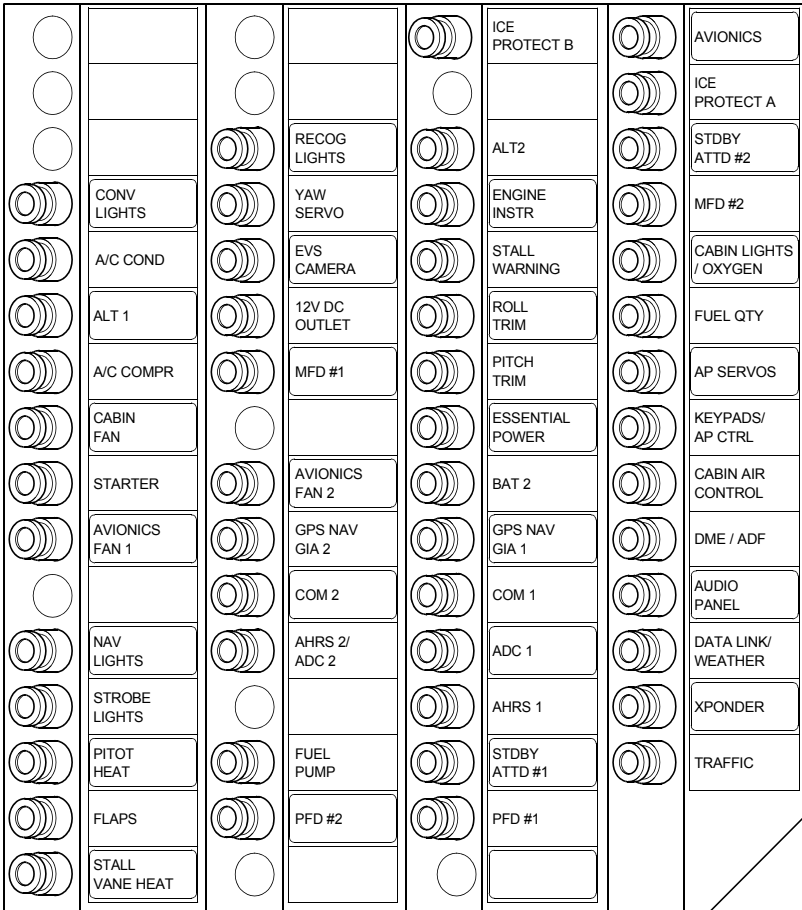 CONV
LIGHTS
A/C COND
ALT 1
A/C COMPR
CABIN
FAN
STARTER
AVIONICS
FAN 1
NAV
LIGHTS
STROBE
LIGHTS
PITOT
HEAT
FLAPS
STALL
VANE HEAT
RECOG
LIGHTS
YAW
SERVO
EVS
CAMERA
12V DC
OUTLET
MFD #1
AVIONICS
FAN 2
GPS NAV
GIA 2
COM 2
AHRS 2/
ADC 2
FUEL
PUMP
PFD #2
ICE
PROTECT B
ALT2
ENGINE
INSTR
STALL
WARNING
ROLL
TRIM
PITCH
TRIM
ESSENTIAL
POWER
BAT 2
GPS NAV
GIA 1
COM 1
ADC 1
AHRS 1
STDBY
ATTD #1
PFD #1
AVIONICS
ICE
PROTECT A
STDBY
ATTD #2
MFD #2
CABIN LIGHTS
/ OXYGEN
FUEL QTY
AP SERVOS
KEYPADS/
AP CTRL
CABIN AIR
CONTROL
DME / ADF
AUDIO
PANEL
DATA LINK/
WEATHER
XPONDER
TRAFFIC